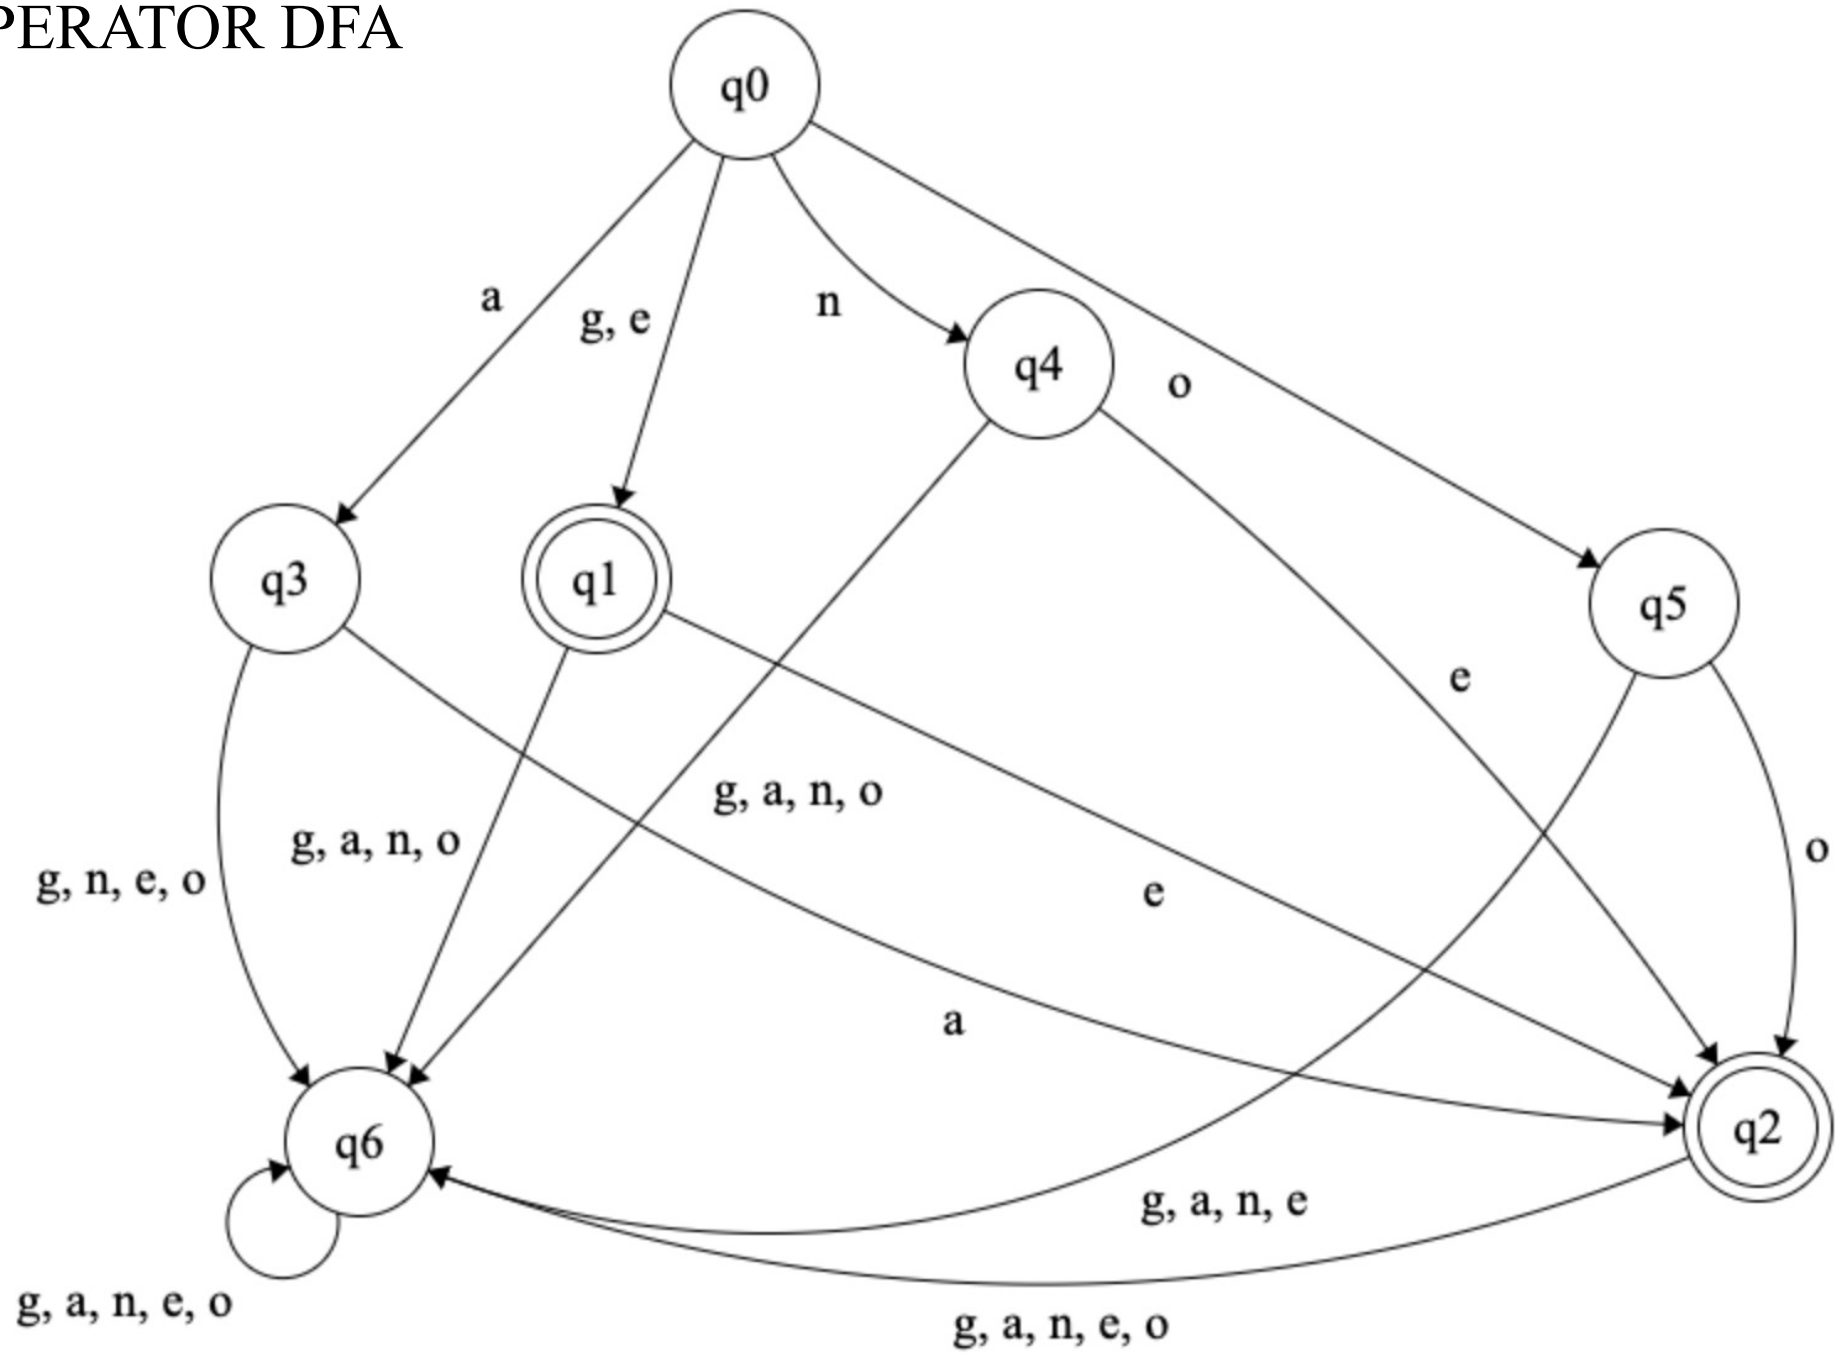 PERATOR DFA
q0
a
g, e
n
q4
o
q3
q1
q5
e
g, a, n, o
g, a, n, o
o
g, n, e, o
e
a
q6
q2
g, a, n, e
g, a, n, e, o
g, a, n, e, o